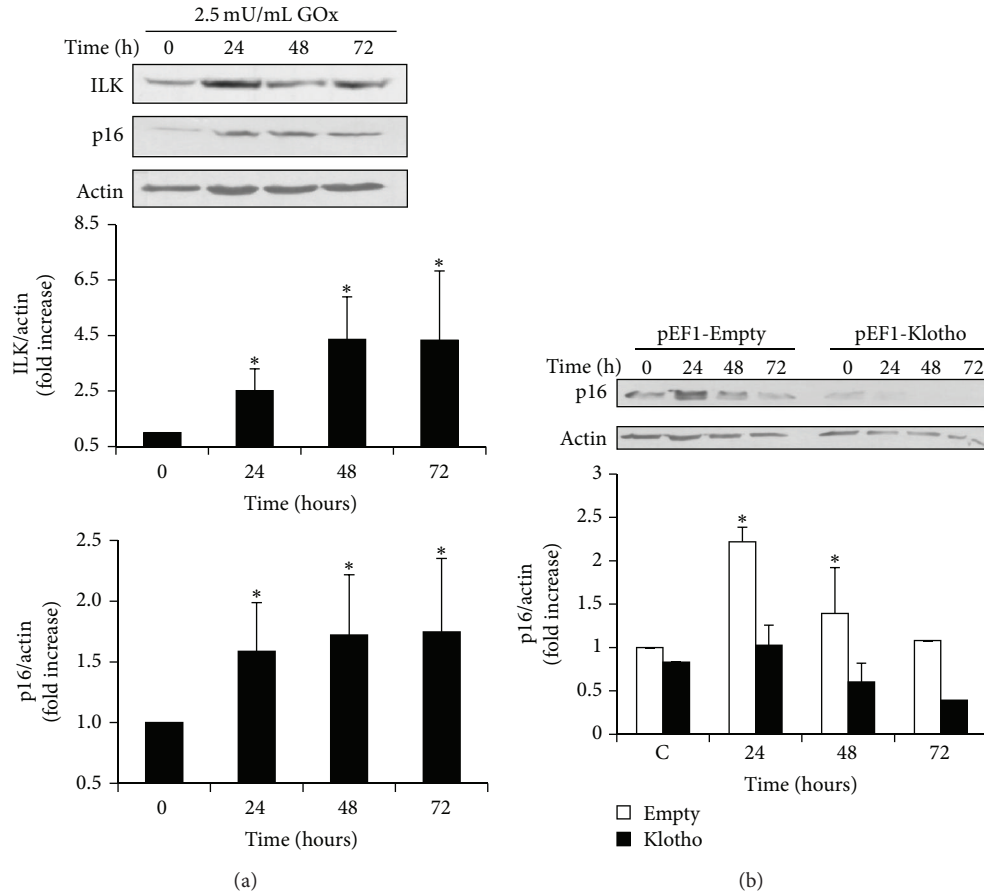 2.5 mU/mL GOx
Time (h) 0 24 48 72
ILK
p16
Actin
8.5
6.5
4.5
2.5
0.5
ILK/actin
(fold increase)
* * *
0 24 48 72
Time (hours)
2.5
2.0
1.5
1.0
0.5
p16/actin
(fold increase)
* * *
0 24 48 72
Time (hours)
(a)
pEF1-Empty pEF1-Klotho
Time (h) 0 24 48 72 0 24 48 72
p16
Actin
3
2.5
2
1.5
1
0.5
0
p16/actin
(fold increase)
* *
C 24 48 72
Time (hours)
Empty
Klotho
(b)